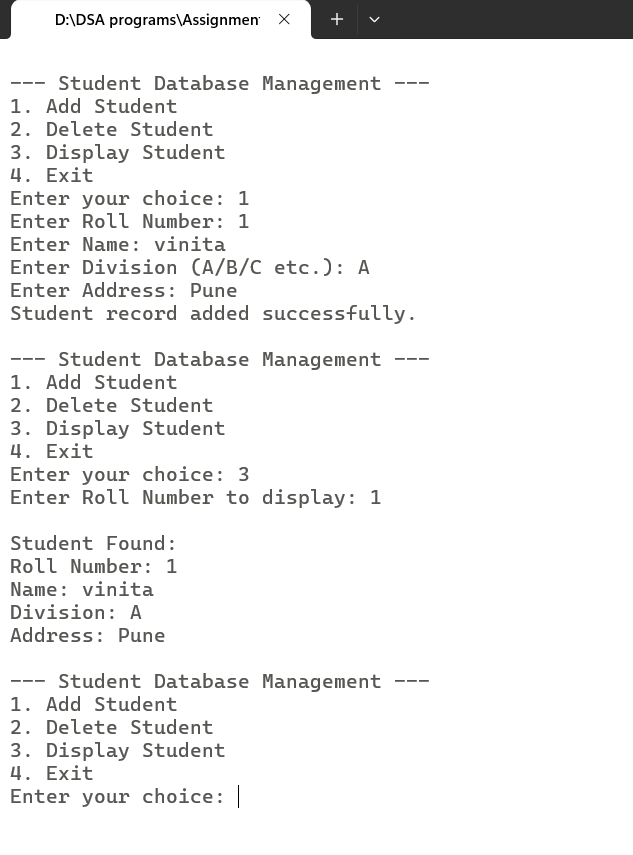 D:\DSA programs\Assignmen
--- Student Database Management ---
1. Add Student
2. Delete Student
3. Display Student
4. Exit
Enter your choice: 1
Enter Roll Number: 1
Enter Name: vinita
Enter Division (A/B/C etc.): A
Enter Address: Pune
Student record added successfully.
--- Student Database Management ---
1. Add Student
2. Delete Student
3. Display Student
4. Exit
Enter your choice: 3
Enter Roll Number to display: 1
Student Found:
Roll Number: 1
Name: vinita
Division: A
Address: Pune
--- Student Database Management ---
1. Add Student
2. Delete Student
3. Display Student
4. Exit
Enter your choice: